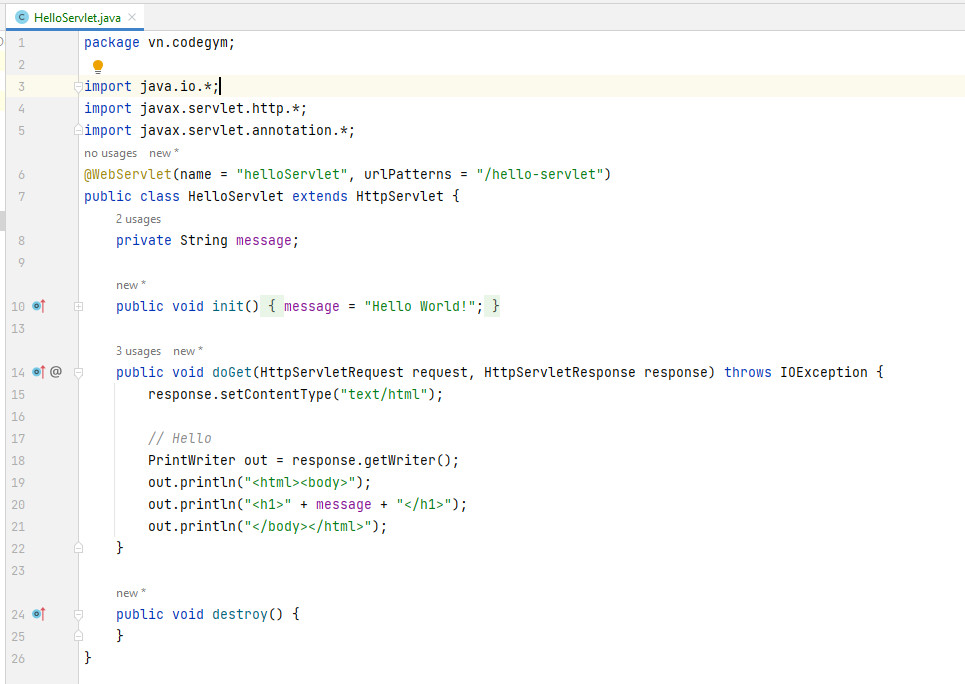 HelloServlet.java
1 package vn.codegym;
2
3 import java.io.*;
4 import javax.servlet.http.*;
5 import javax.servlet.annotation.*;
no usages new *
6 @WebServlet(name = "helloServlet", urlPatterns = "/hello-servlet")
7 public class HelloServlet extends HttpServlet {
2 usages
8 private String message;
9
new *
10 public void init() { message = "Hello World!"; }
13
3 usages new *
14 @ public void doGet(HttpServletRequest request, HttpServletResponse response) throws IOException {
15 response.setContentType("text/html");
16
17 // Hello
18 PrintWriter out = response.getWriter();
19 out.println("<html><body>");
20 out.println("<h1>" + message + "</h1>");
21 out.println("</body></html>");
22 }
23
new *
24 public void destroy() {
25 }
26 }